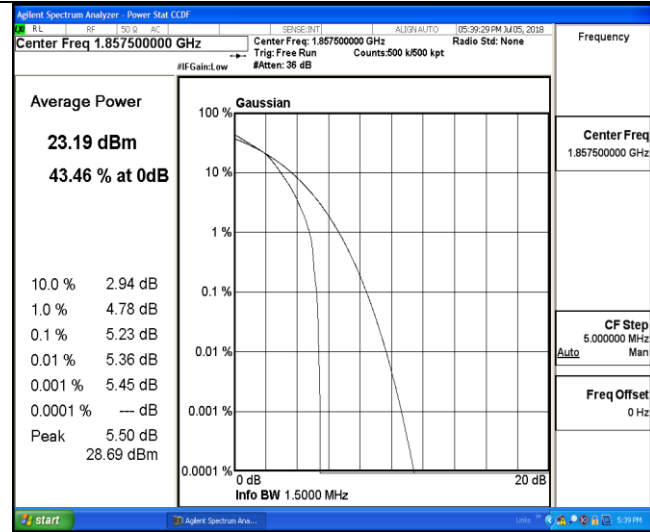 Agilent Spectrum Analyzer - Power Stat CCDF
RL RF 50 Ω AC SENSE:INT ALIGN AUTO 05:39:29 PM Jul 05, 2018
Center Freq 1.857500000 GHz
Center Freq: 1.857500000 GHz Radio Std: None
Trig: Free Run Counts:500 k/500 kpt
#IFGain:Low #Atten: 36 dB
Frequency
Average Power
23.19 dBm
43.46 % at 0dB
10.0 % 2.94 dB
1.0 % 4.78 dB
0.1 % 5.23 dB
0.01 % 5.36 dB
0.001 % 5.45 dB
0.0001 % --- dB
Peak 5.50 dB
28.69 dBm
Gaussian
100 %
10 %
1 %
0.1 %
0.01 %
0.001 %
0.0001 %
0 dB 20 dB
Info BW 1.5000 MHz
Center Freq
1.857500000 GHz
CF Step
5.000000 MHz
Auto Man
Freq Offset
0 Hz
start Agilent Spectrum Ana... Links » 5:39 PM